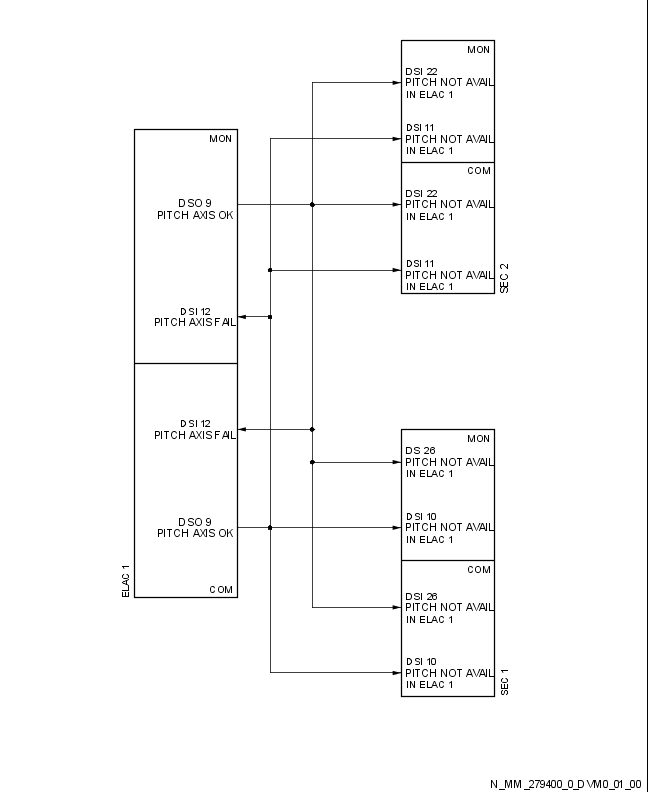 MON
DSO 9
PITCH AXIS OK
DSI 12
PITCH AXIS FAIL
DSI 12
PITCH AXIS FAIL
DSO 9
PITCH AXIS OK
COM
ELAC 1
MON
DSI 22
PITCH NOT AVAIL
IN ELAC 1
DSI 11
PITCH NOT AVAIL
IN ELAC 1
COM
DSI 22
PITCH NOT AVAIL
IN ELAC 1
DSI 11
PITCH NOT AVAIL
IN ELAC 1
SEC 2
MON
DS 26
PITCH NOT AVAIL
IN ELAC 1
DSI 10
PITCH NOT AVAIL
IN ELAC 1
COM
DSI 26
PITCH NOT AVAIL
IN ELAC 1
DSI 10
PITCH NOT AVAIL
IN ELAC 1
SEC 1
N_MM_279400_0_DVM0_01_00